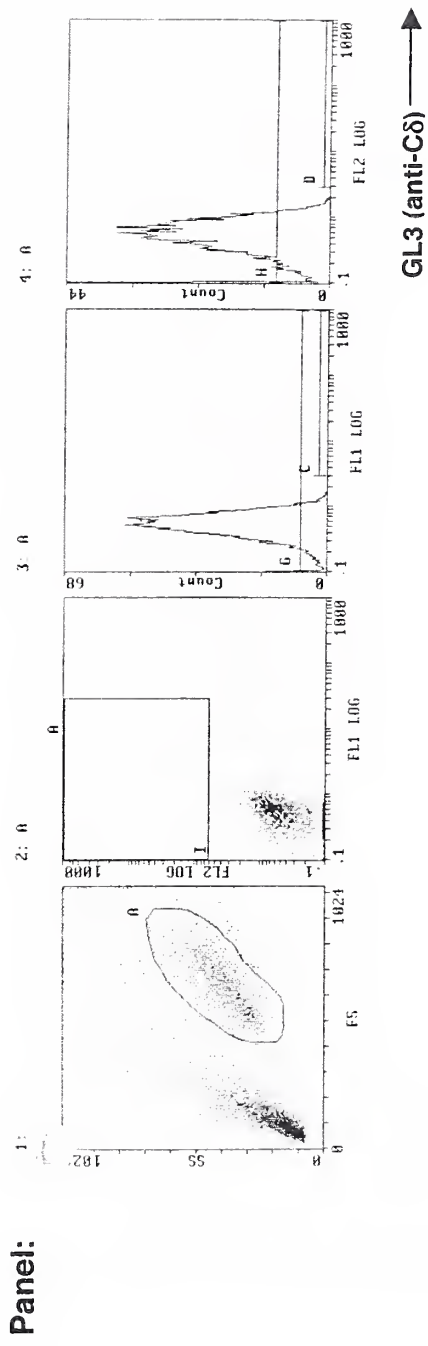 Panel:
1:
102
SS
0
0
FS
1024
A
2: A
1000
FL2 LOG
.1
.1
FL1 LOG
1000
A
I
3: A
68
Count
0
.1
FL1 LOG
1000
G
C
4: A
44
Count
0
.1
FL2 LOG
1000
H
D
GL3 (anti-Cδ)